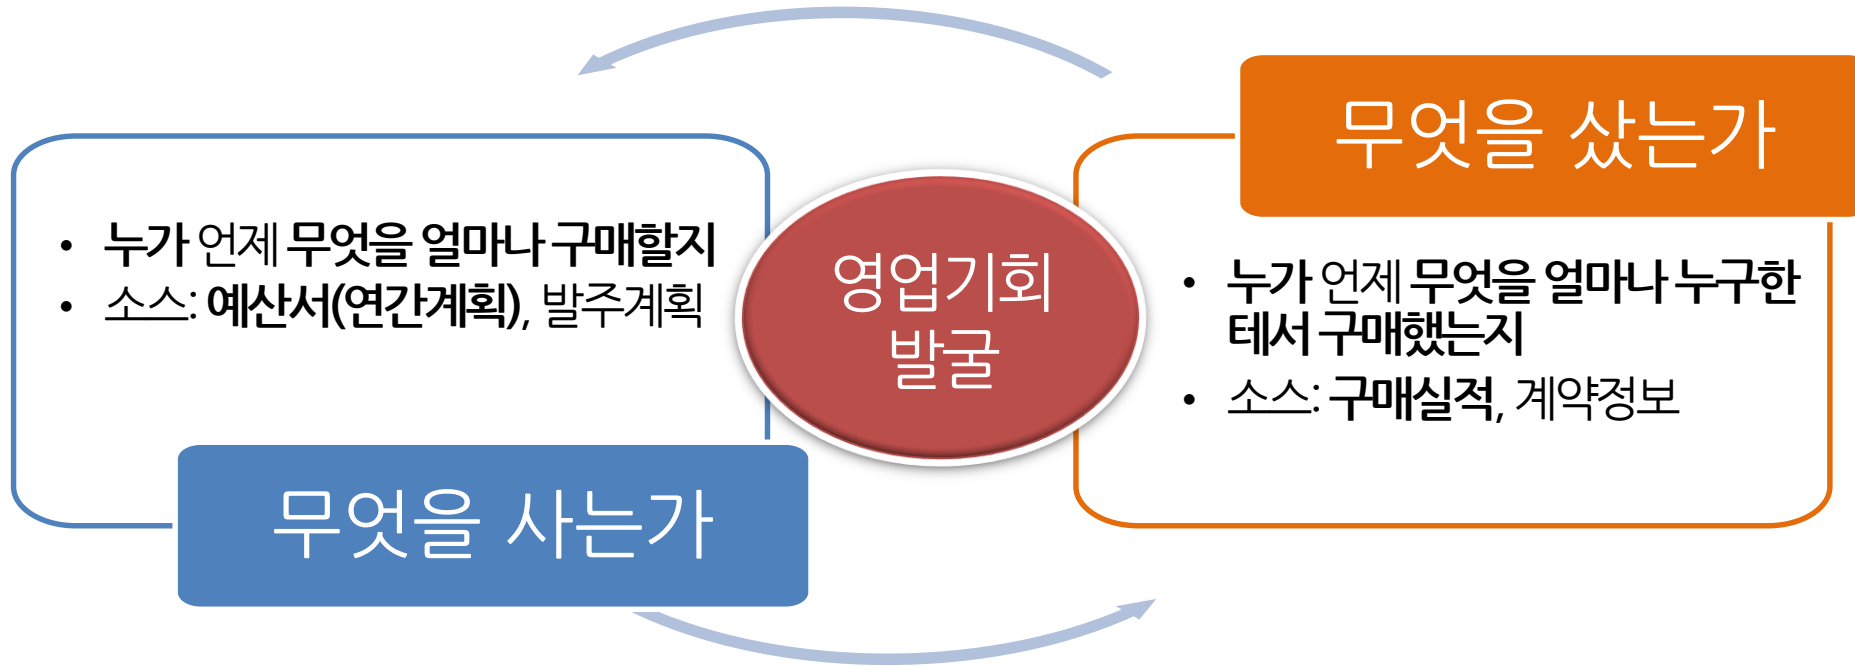 • 누가 언제 무엇을 얼마나 구매할지
• 소스: 예산서(연간계획), 발주계획
무엇을 사는가
영업기회
발굴
무엇을 샀는가
• 누가 언제 무엇을 얼마나 누구한
테서 구매했는지
• 소스: 구매실적, 계약정보